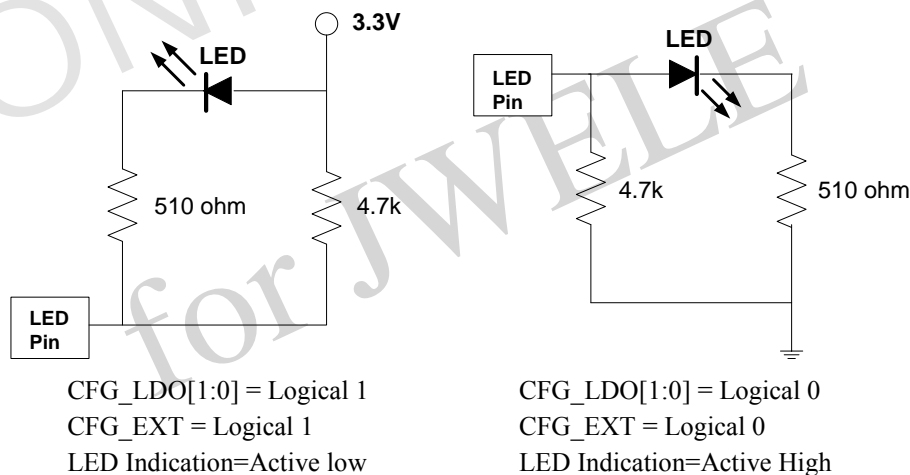 3.3V
LED
510 ohm
4.7k
LED
Pin
CFG_LDO[1:0] = Logical 1
CFG_EXT = Logical 1
LED Indication=Active low
LED
LED
Pin
4.7k
510 ohm
CFG_LDO[1:0] = Logical 0
CFG_EXT = Logical 0
LED Indication=Active High
for JWELE